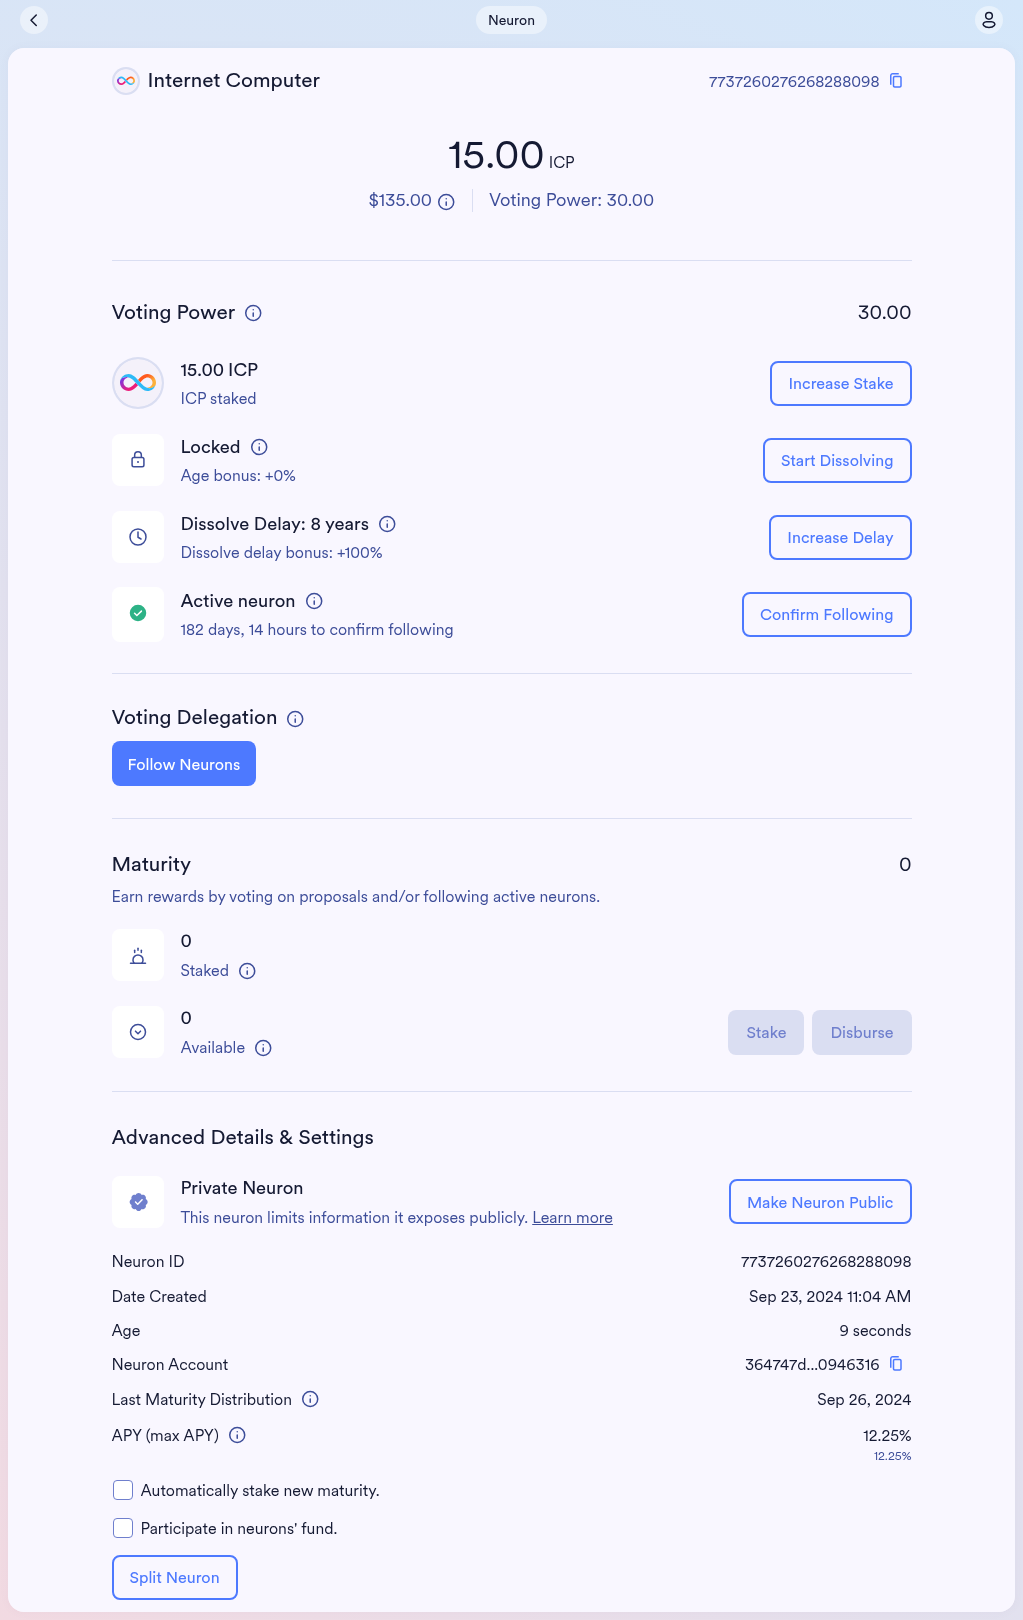 Neuron
Internet Computer
7737260276268288098
15.00 ICP
$135.00
Voting Power: 30.00
Voting Power
30.00
15.00 ICP
ICP staked
Increase Stake
Locked
Age bonus: +0%
Start Dissolving
Dissolve Delay: 8 years
Dissolve delay bonus: +100%
Increase Delay
Active neuron
182 days, 14 hours to confirm following
Confirm Following
Voting Delegation
Follow Neurons
Maturity
0
Earn rewards by voting on proposals and/or following active neurons.
0
Staked
0
Available
Stake
Disburse
Advanced Details & Settings
Private Neuron
This neuron limits information it exposes publicly. Learn more
Make Neuron Public
Neuron ID
7737260276268288098
Date Created
Sep 23, 2024 11:04 AM
Age
9 seconds
Neuron Account
364747d...0946316
Last Maturity Distribution
Sep 26, 2024
APY (max APY)
12.25%
12.25%
Automatically stake new maturity.
Participate in neurons' fund.
Split Neuron